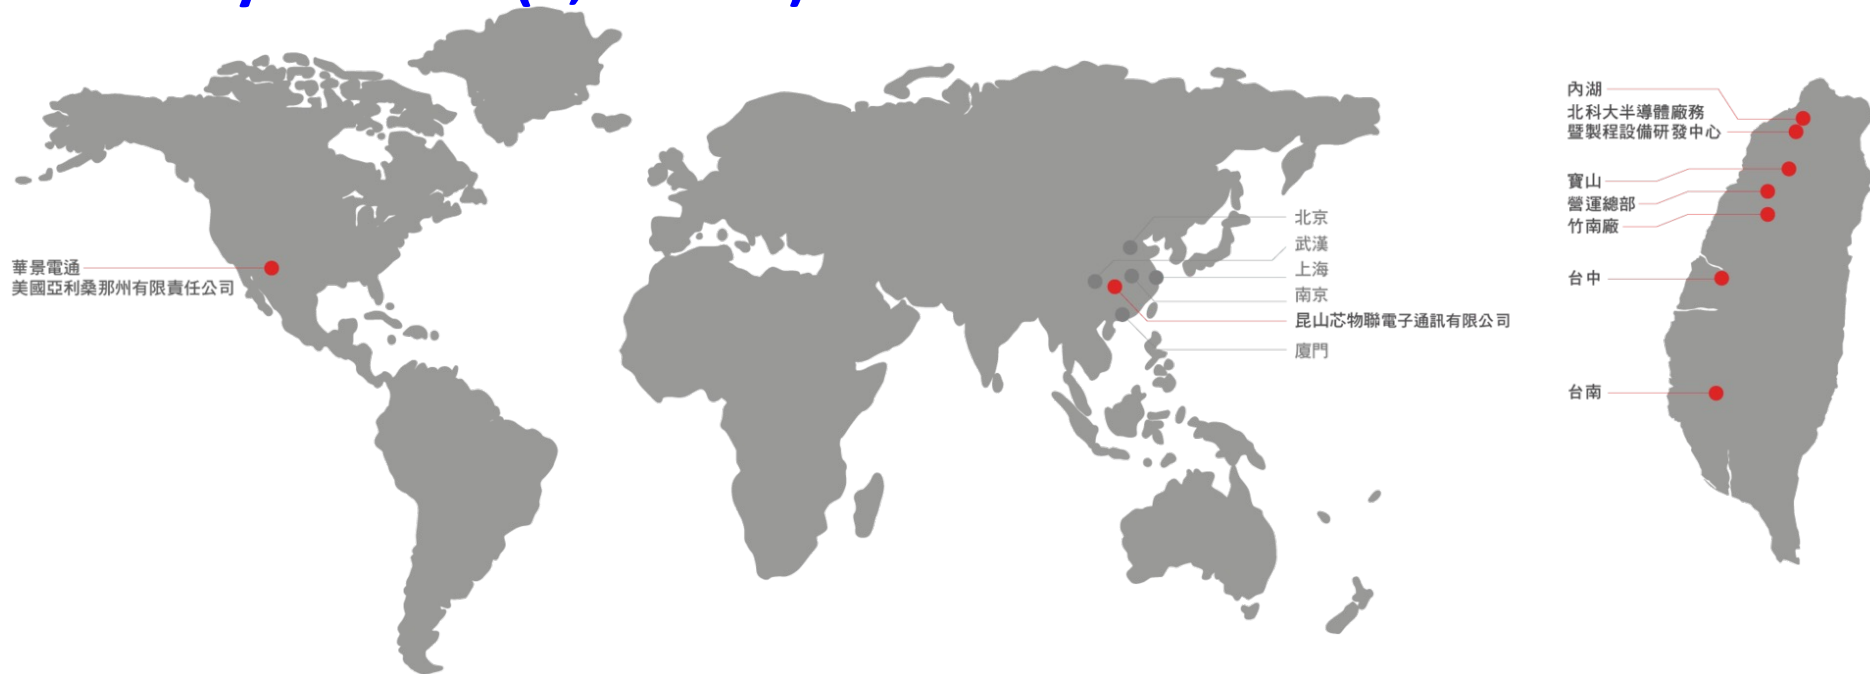 華景電通
美國亞利桑那州有限責任公司
北京
武漢
上海
南京
昆山芯物聯電子通訊有限公司
廈門
內湖
北科大半導體廠務
暨製程設備研發中心
寶山
營運總部
竹南廠
台中
台南